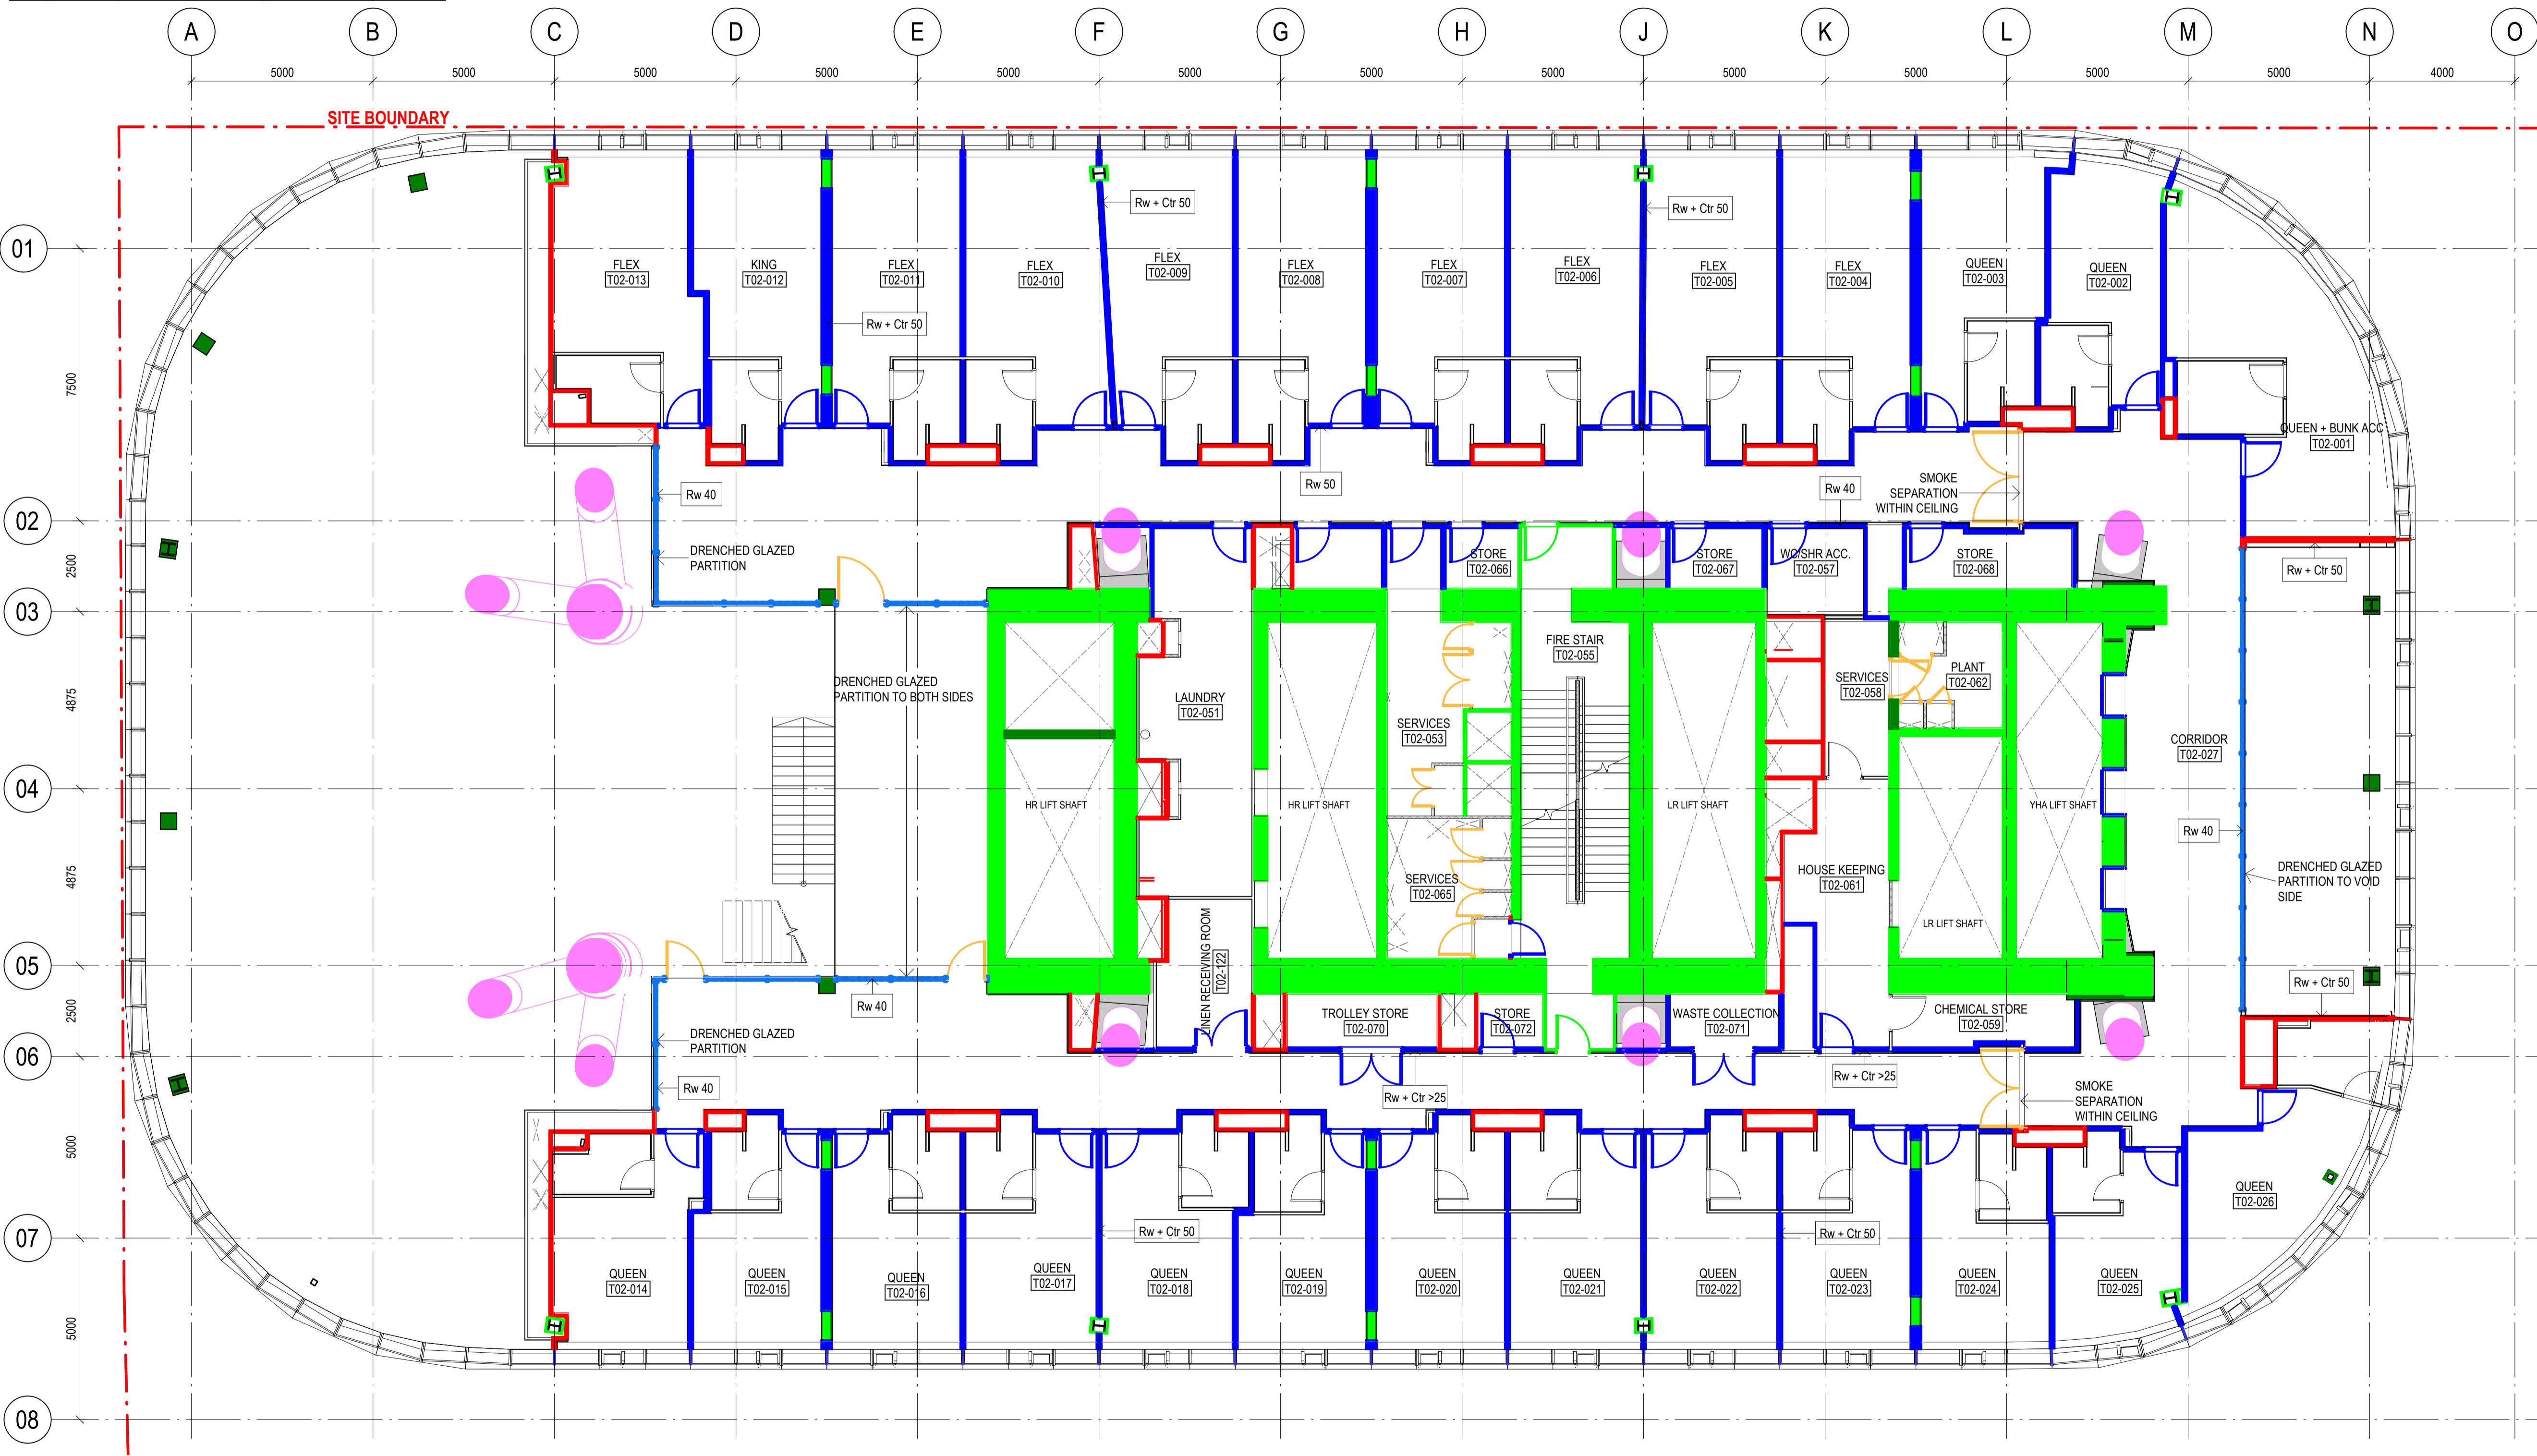 A B C D E F G H J K L M N O
5000 5000 5000 5000 5000 5000 5000 5000 5000 5000 5000 5000 4000
SITE BOUNDARY
01
02
03
04
05
06
07
08
7500
2500
4875
4875
2500
5000
5000
FLEX
T02-013
KING
T02-012
FLEX
T02-011
FLEX
T02-010
FLEX
T02-009
FLEX
T02-008
FLEX
T02-007
FLEX
T02-006
FLEX
T02-005
FLEX
T02-004
QUEEN
T02-003
QUEEN
T02-002
QUEEN + BUNK ACC
T02-001
Rw + Ctr 50
Rw + Ctr 50
Rw + Ctr 50
Rw 40
Rw 50
Rw 40
SMOKE
SEPARATION
WITHIN CEILING
DRENCHED GLAZED
PARTITION
STORE
T02-066
STORE
T02-067
WC/SHR ACC.
T02-057
STORE
T02-068
Rw + Ctr 50
DRENCHED GLAZED
PARTITION TO BOTH SIDES
LAUNDRY
T02-051
SERVICES
T02-053
FIRE STAIR
T02-055
SERVICES
T02-058
PLANT
T02-062
CORRIDOR
T02-027
HR LIFT SHAFT
HR LIFT SHAFT
LR LIFT SHAFT
YHA LIFT SHAFT
Rw 40
SERVICES
T02-065
HOUSE KEEPING
T02-061
LR LIFT SHAFT
DRENCHED GLAZED
PARTITION TO VOID
SIDE
LINEN RECEIVING ROOM
T02-122
Rw 40
Rw + Ctr 50
TROLLEY STORE
T02-070
STORE
T02-072
WASTE COLLECTION
T02-071
CHEMICAL STORE
T02-059
DRENCHED GLAZED
PARTITION
Rw 40
Rw + Ctr >25
Rw + Ctr >25
SMOKE
SEPARATION
WITHIN CEILING
Rw + Ctr 50
Rw + Ctr 50
QUEEN
T02-014
QUEEN
T02-015
QUEEN
T02-016
QUEEN
T02-017
QUEEN
T02-018
QUEEN
T02-019
QUEEN
T02-020
QUEEN
T02-021
QUEEN
T02-022
QUEEN
T02-023
QUEEN
T02-024
QUEEN
T02-025
QUEEN
T02-026